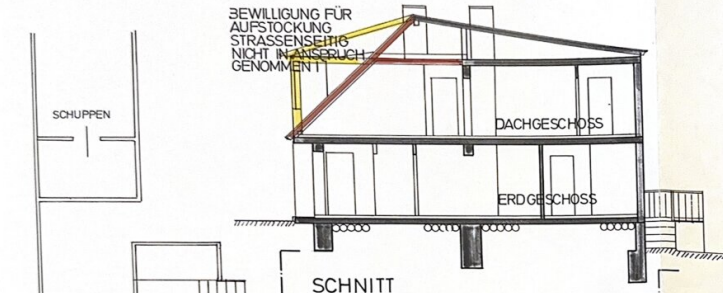 BEWILLIGUNG FÜR
AUFSTOCKUNG
STRASSENSEITIG
NICHT IN ANSPRUCH
GENOMMEN !
SCHUPPEN
DACHGESCHOSS
ERDGESCHOSS
SCHNITT